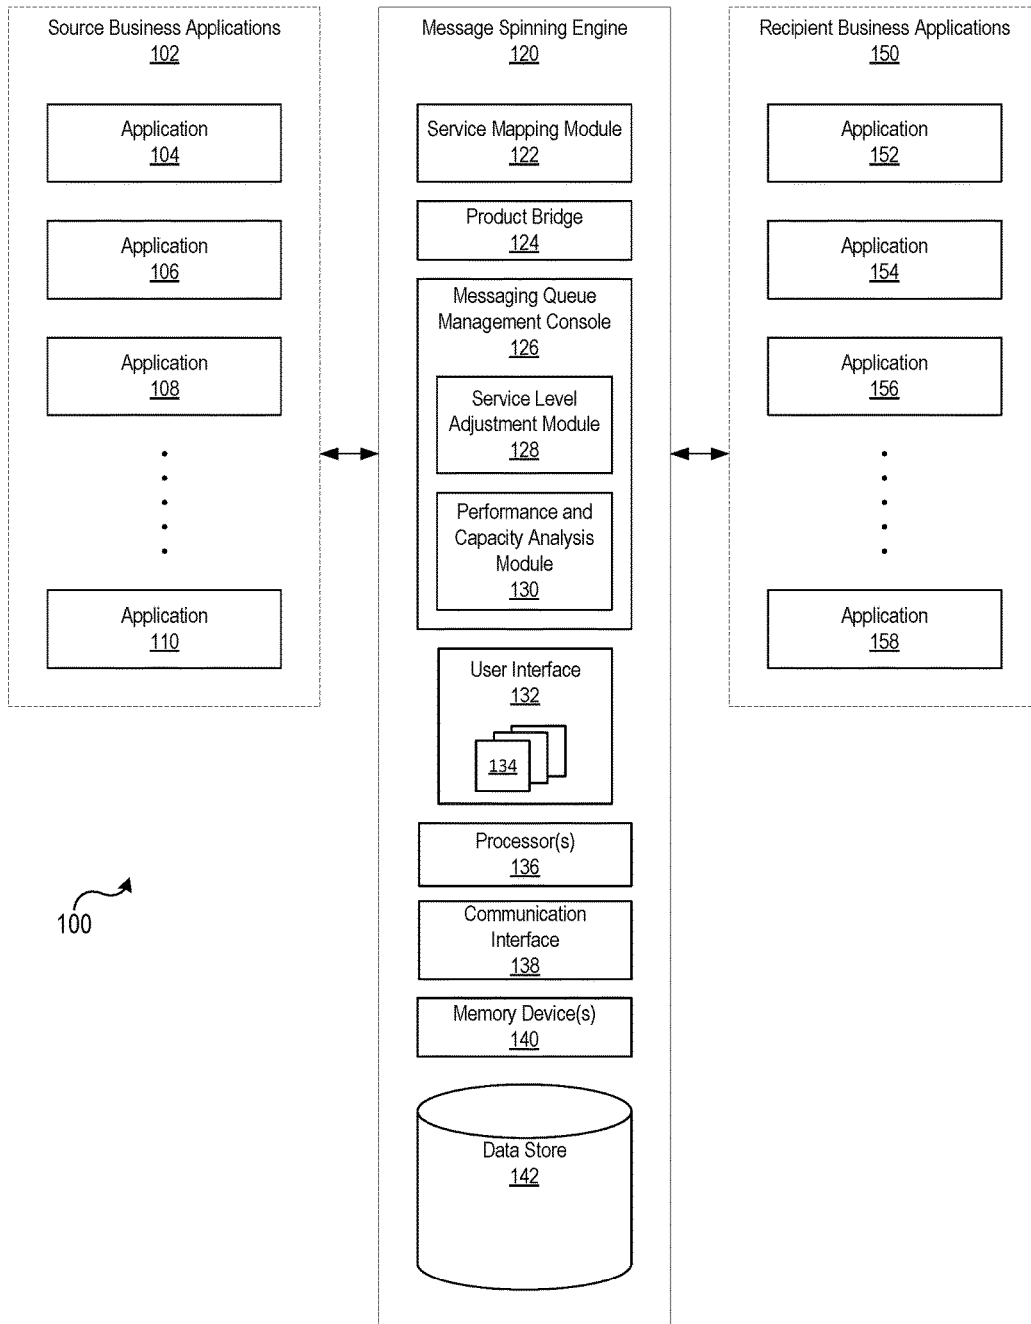 Source Business Applications
102
Application
104
Application
106
Application
108
Application
110
Message Spinning Engine
120
Service Mapping Module
122
Product Bridge
124
Messaging Queue
Management Console
126
Service Level
Adjustment Module
128
Performance and
Capacity Analysis
Module
130
User Interface
132
134
Processor(s)
136
Communication
Interface
138
Memory Device(s)
140
Data Store
142
Recipient Business Applications
150
Application
152
Application
154
Application
156
Application
158
100